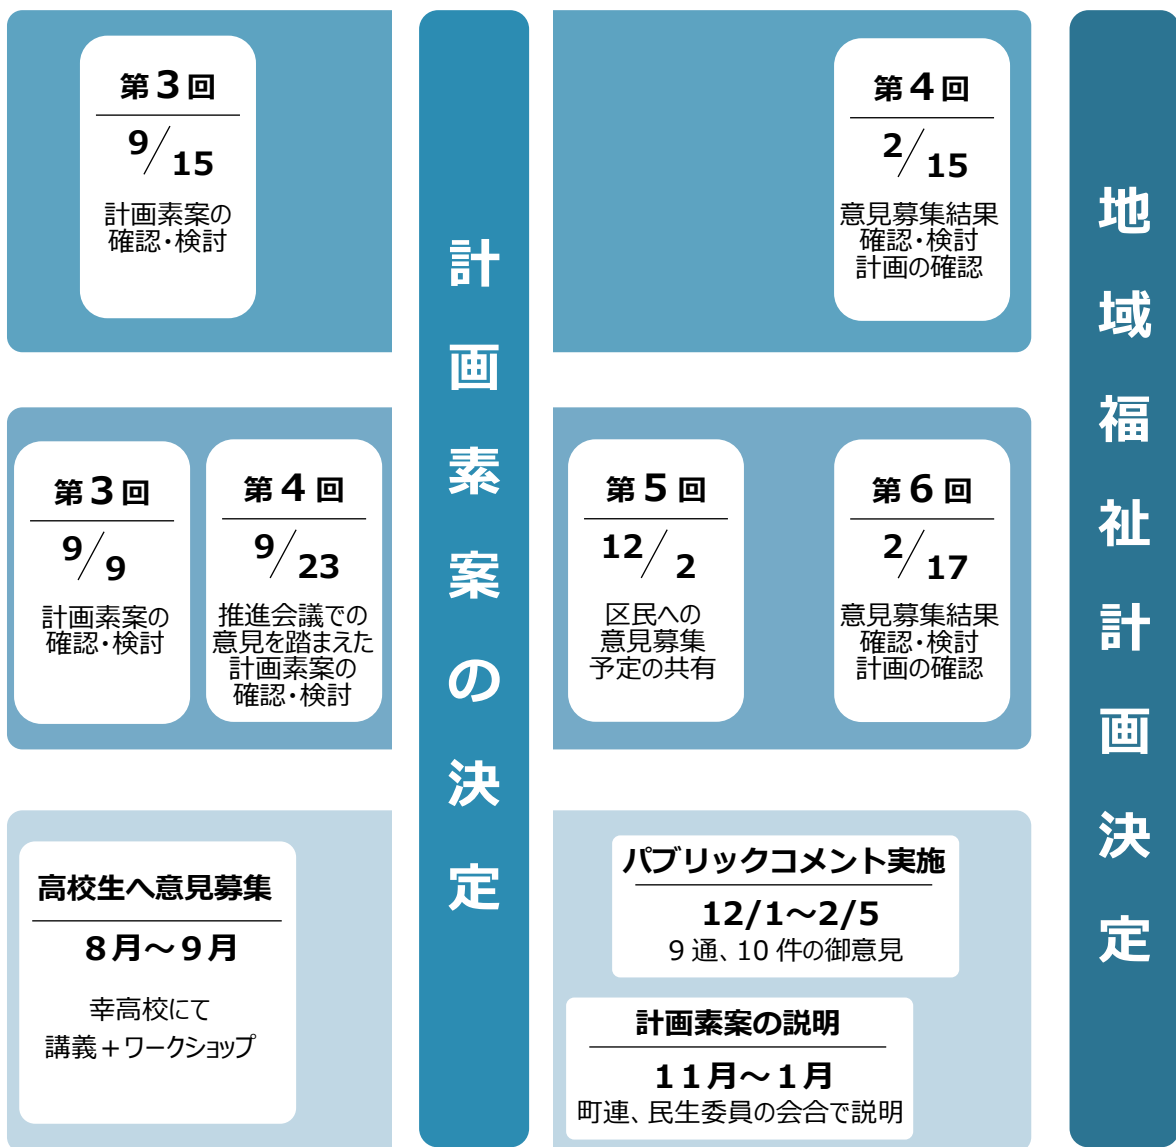 第３回
9/15
計画素案の
確認・検討
第４回
2/15
意見募集結果
確認・検討
計画の確認
第３回
9/9
計画素案の
確認・検討
第４回
9/23
推進会議での
意見を踏まえた
計画素案の
確認・検討
計画素案の決定
第５回
12/2
区民への
意見募集
予定の共有
第６回
2/17
意見募集結果
確認・検討
計画の確認
地域福祉計画決定
高校生へ意見募集
８月～９月
幸高校にて
講義＋ワークショップ
パブリックコメント実施
12/1～2/5
9 通、10 件の御意見
計画素案の説明
１１月～１月
町連、民生委員の会合で説明